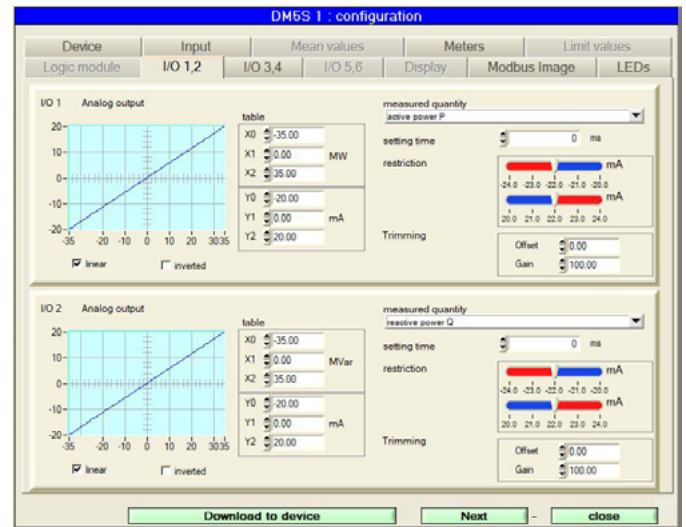 DM5S 1 : configuration
Device Input Mean values Meters Limit values
Logic module I/O 1,2 I/O 3,4 I/O 5,6 Display Modbus Image LEDs
I/O 1 Analog output
20
10
0
-10
-20
-35 -20 -10 0 10 20 3035
linear inverted
table
X0 -35.00
X1 0.00 MW
X2 35.00
Y0 -20.00
Y1 0.00 mA
Y2 20.00
measured quantity
active power P
setting time 0 ms
restriction
mA
-24.0 -23.0 -22.0 -21.0 -20.0
mA
20.0 21.0 22.0 23.0 24.0
Trimming
Offset 0.00
Gain 100.00
I/O 2 Analog output
20
10
0
-10
-20
-35 -20 -10 0 10 20 3035
linear inverted
table
X0 -35.00
X1 0.00 MVar
X2 35.00
Y0 -20.00
Y1 0.00 mA
Y2 20.00
measured quantity
reactive power Q
setting time 0 ms
restriction
mA
-24.0 -23.0 -22.0 -21.0 -20.0
mA
20.0 21.0 22.0 23.0 24.0
Trimming
Offset 0.00
Gain 100.00
Download to device Next - close